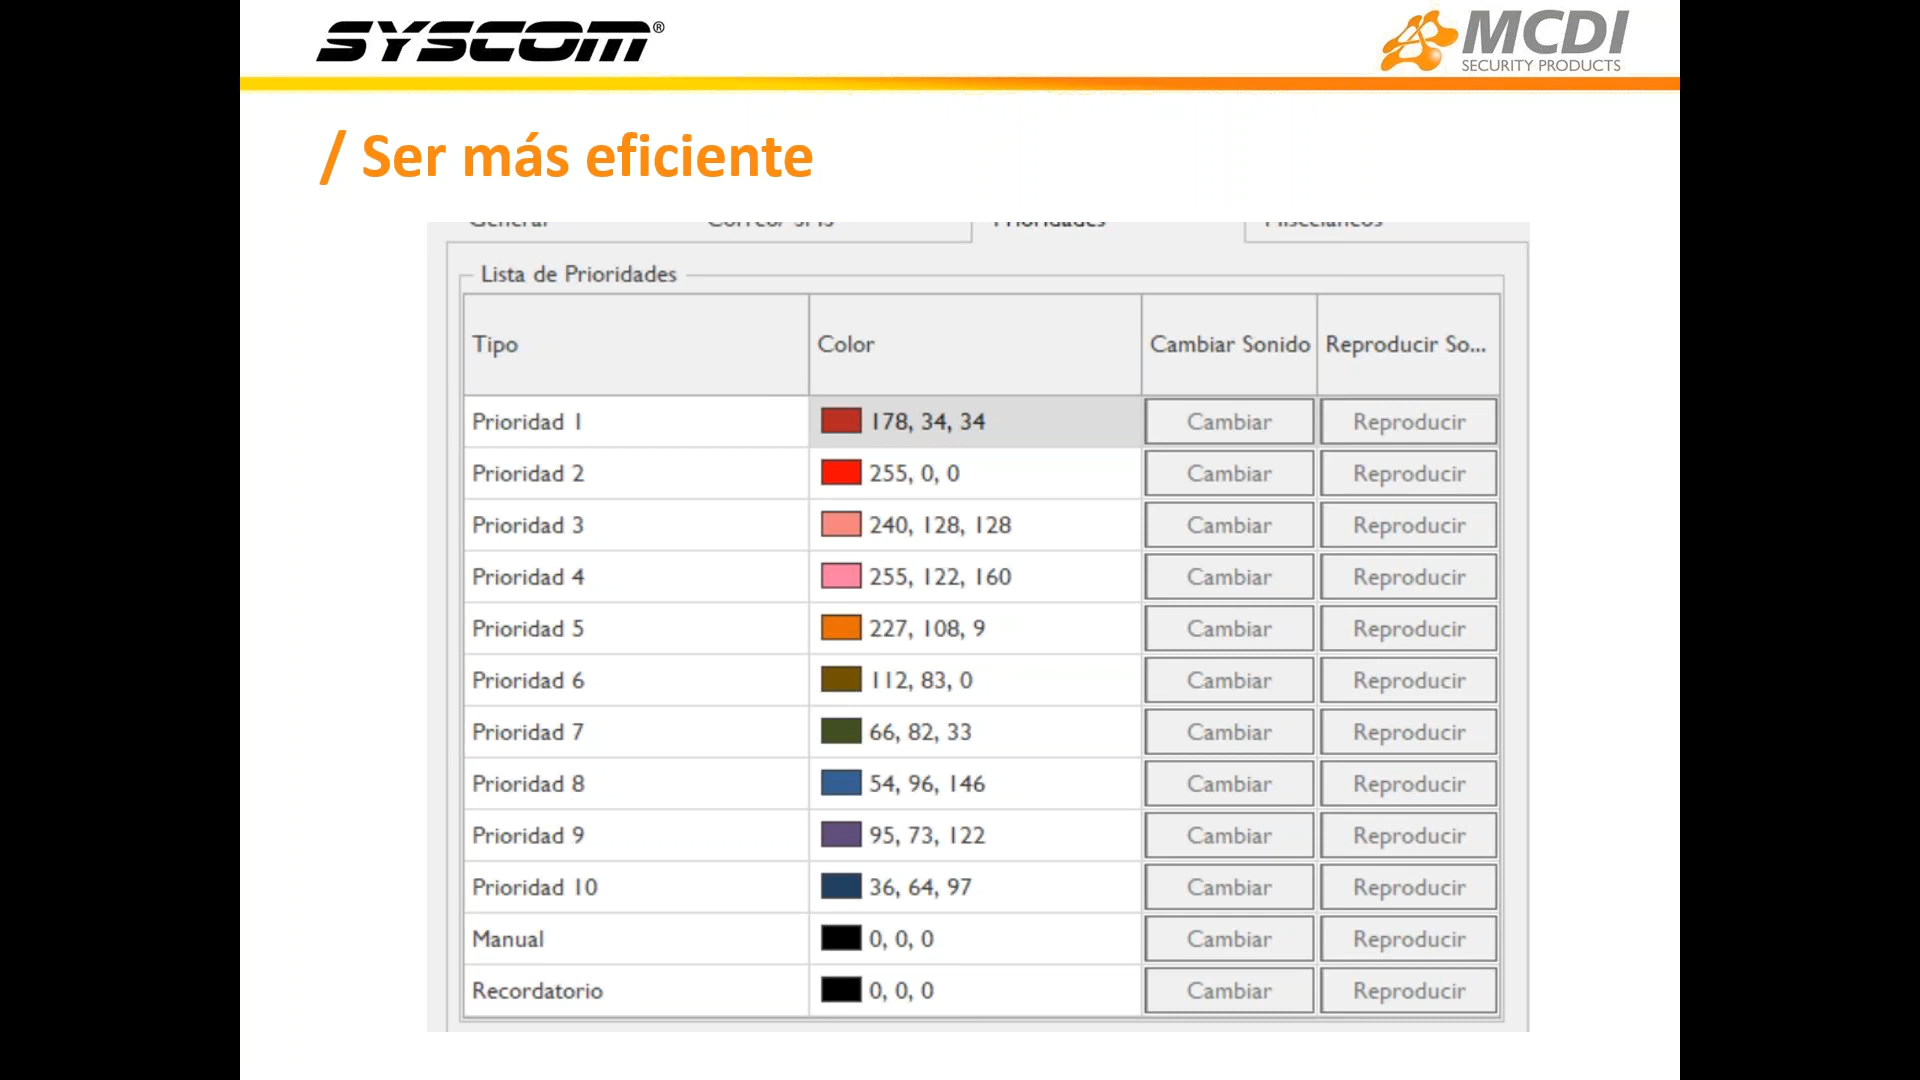 SYSCOM®
MCDI
SECURITY PRODUCTS
/ Ser más eficiente
General Correo/ SMS Prioridades Misceláneos
Lista de Prioridades
Tipo Color Cambiar Sonido Reproducir So...
Prioridad 1 178, 34, 34 Cambiar Reproducir
Prioridad 2 255, 0, 0 Cambiar Reproducir
Prioridad 3 240, 128, 128 Cambiar Reproducir
Prioridad 4 255, 122, 160 Cambiar Reproducir
Prioridad 5 227, 108, 9 Cambiar Reproducir
Prioridad 6 112, 83, 0 Cambiar Reproducir
Prioridad 7 66, 82, 33 Cambiar Reproducir
Prioridad 8 54, 96, 146 Cambiar Reproducir
Prioridad 9 95, 73, 122 Cambiar Reproducir
Prioridad 10 36, 64, 97 Cambiar Reproducir
Manual 0, 0, 0 Cambiar Reproducir
Recordatorio 0, 0, 0 Cambiar Reproducir